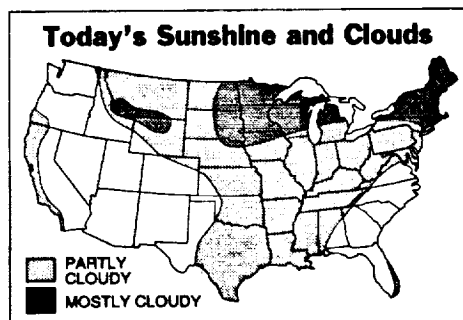 Today's Sunshine and Clouds
PARTLY
CLOUDY
MOSTLY CLOUDY